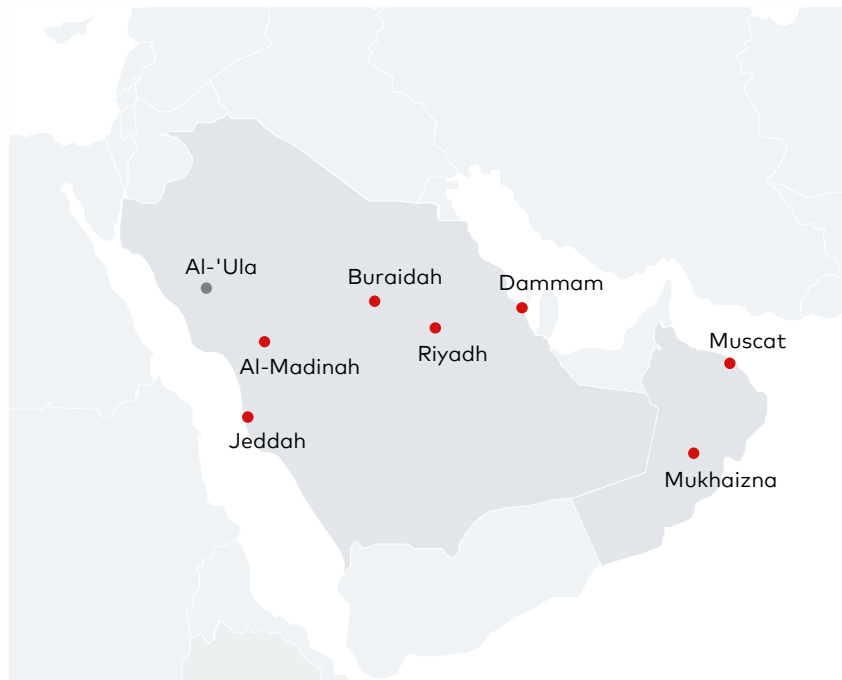 Al-'Ula
Buraidah
Dammam
Muscat
Riyadh
Al-Madinah
Jeddah
Mukhaizna